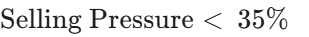 Selling Pressure < 35%